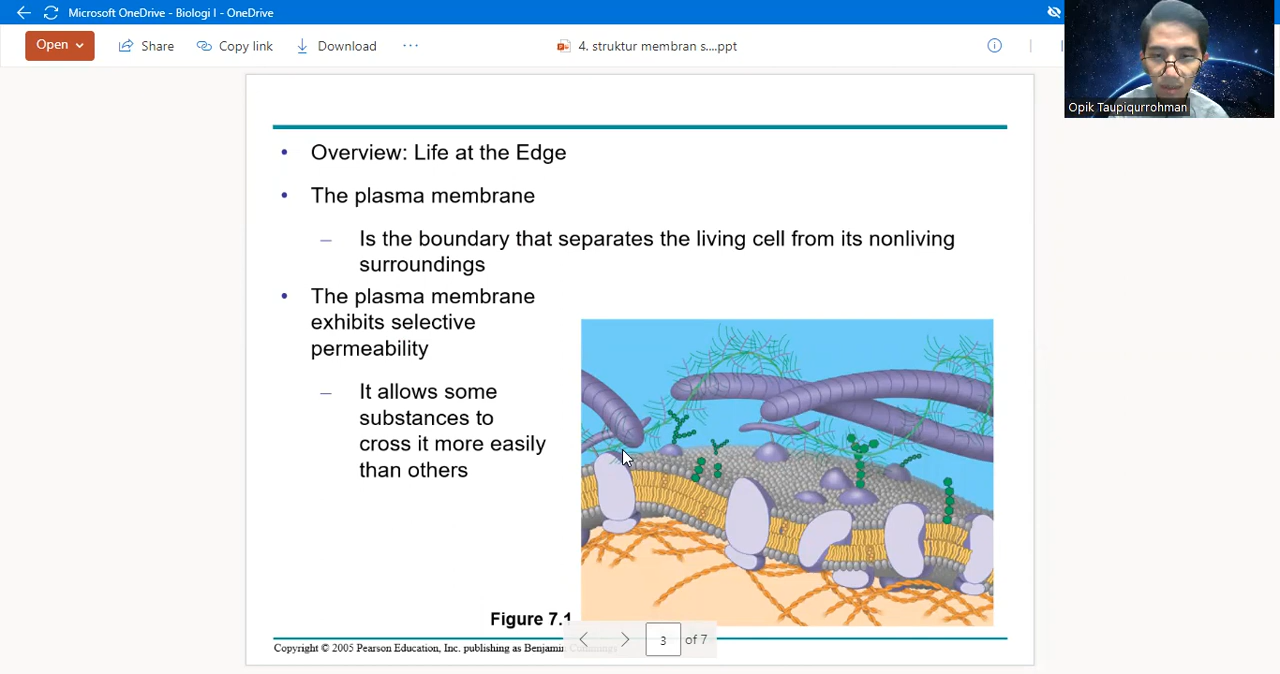 Microsoft OneDrive - Biologi I - OneDrive
Open Share Copy link Download ··· 4. struktur membran s....ppt
Opik Taupiqurrohman
• Overview: Life at the Edge
• The plasma membrane
– Is the boundary that separates the living cell from its nonliving
surroundings
• The plasma membrane
exhibits selective
permeability
– It allows some
substances to
cross it more easily
than others
Figure 7.1
3 of 7
Copyright © 2005 Pearson Education, Inc. publishing as Benjamin Cummings